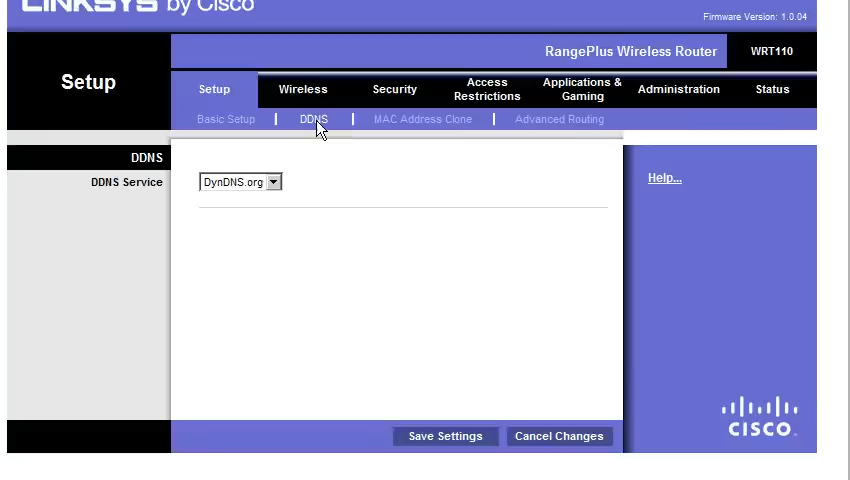 LINKSYS by Cisco
Firmware Version: 1.0.04
RangePlus Wireless Router WRT110
Setup
Setup Wireless Security Access Restrictions Applications & Gaming Administration Status
Basic Setup | DDNS | MAC Address Clone | Advanced Routing
DDNS
DDNS Service
DynDNS.org
Help...
Save Settings Cancel Changes
CISCO